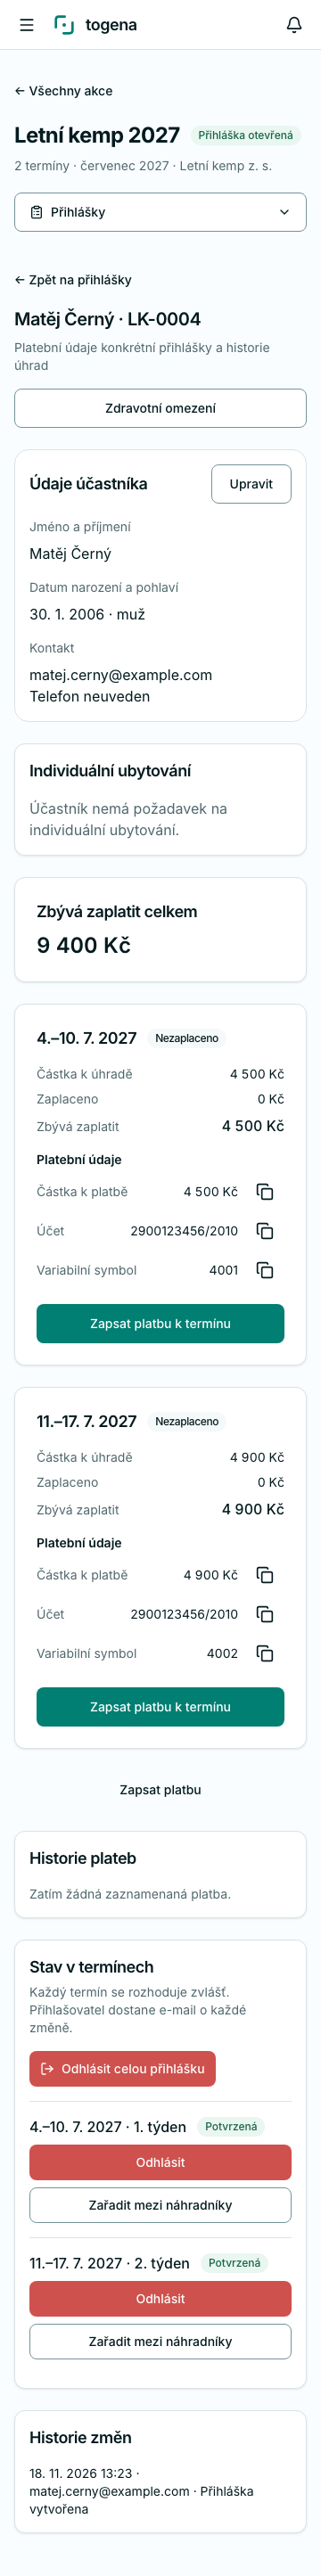 togena
← Všechny akce
Letní kemp 2027 Přihláška otevřená
2 termíny · červenec 2027 · Letní kemp z. s.
Přihlášky
← Zpět na přihlášky
Matěj Černý · LK-0004
Platební údaje konkrétní přihlášky a historie
úhrad
Zdravotní omezení
Údaje účastníka Upravit
Jméno a příjmení
Matěj Černý
Datum narození a pohlaví
30. 1. 2006 · muž
Kontakt
matej.cerny@example.com
Telefon neuveden
Individuální ubytování
Účastník nemá požadavek na
individuální ubytování.
Zbývá zaplatit celkem
9 400 Kč
4.–10. 7. 2027 Nezaplaceno
Částka k úhradě 4 500 Kč
Zaplaceno 0 Kč
Zbývá zaplatit 4 500 Kč
Platební údaje
Částka k platbě 4 500 Kč
Účet 2900123456/2010
Variabilní symbol 4001
Zapsat platbu k termínu
11.–17. 7. 2027 Nezaplaceno
Částka k úhradě 4 900 Kč
Zaplaceno 0 Kč
Zbývá zaplatit 4 900 Kč
Platební údaje
Částka k platbě 4 900 Kč
Účet 2900123456/2010
Variabilní symbol 4002
Zapsat platbu k termínu
Zapsat platbu
Historie plateb
Zatím žádná zaznamenaná platba.
Stav v termínech
Každý termín se rozhoduje zvlášť.
Přihlašovatel dostane e-mail o každé
změně.
Odhlásit celou přihlášku
4.–10. 7. 2027 · 1. týden Potvrzená
Odhlásit
Zařadit mezi náhradníky
11.–17. 7. 2027 · 2. týden Potvrzená
Odhlásit
Zařadit mezi náhradníky
Historie změn
18. 11. 2026 13:23 ·
matej.cerny@example.com · Přihláška
vytvořena